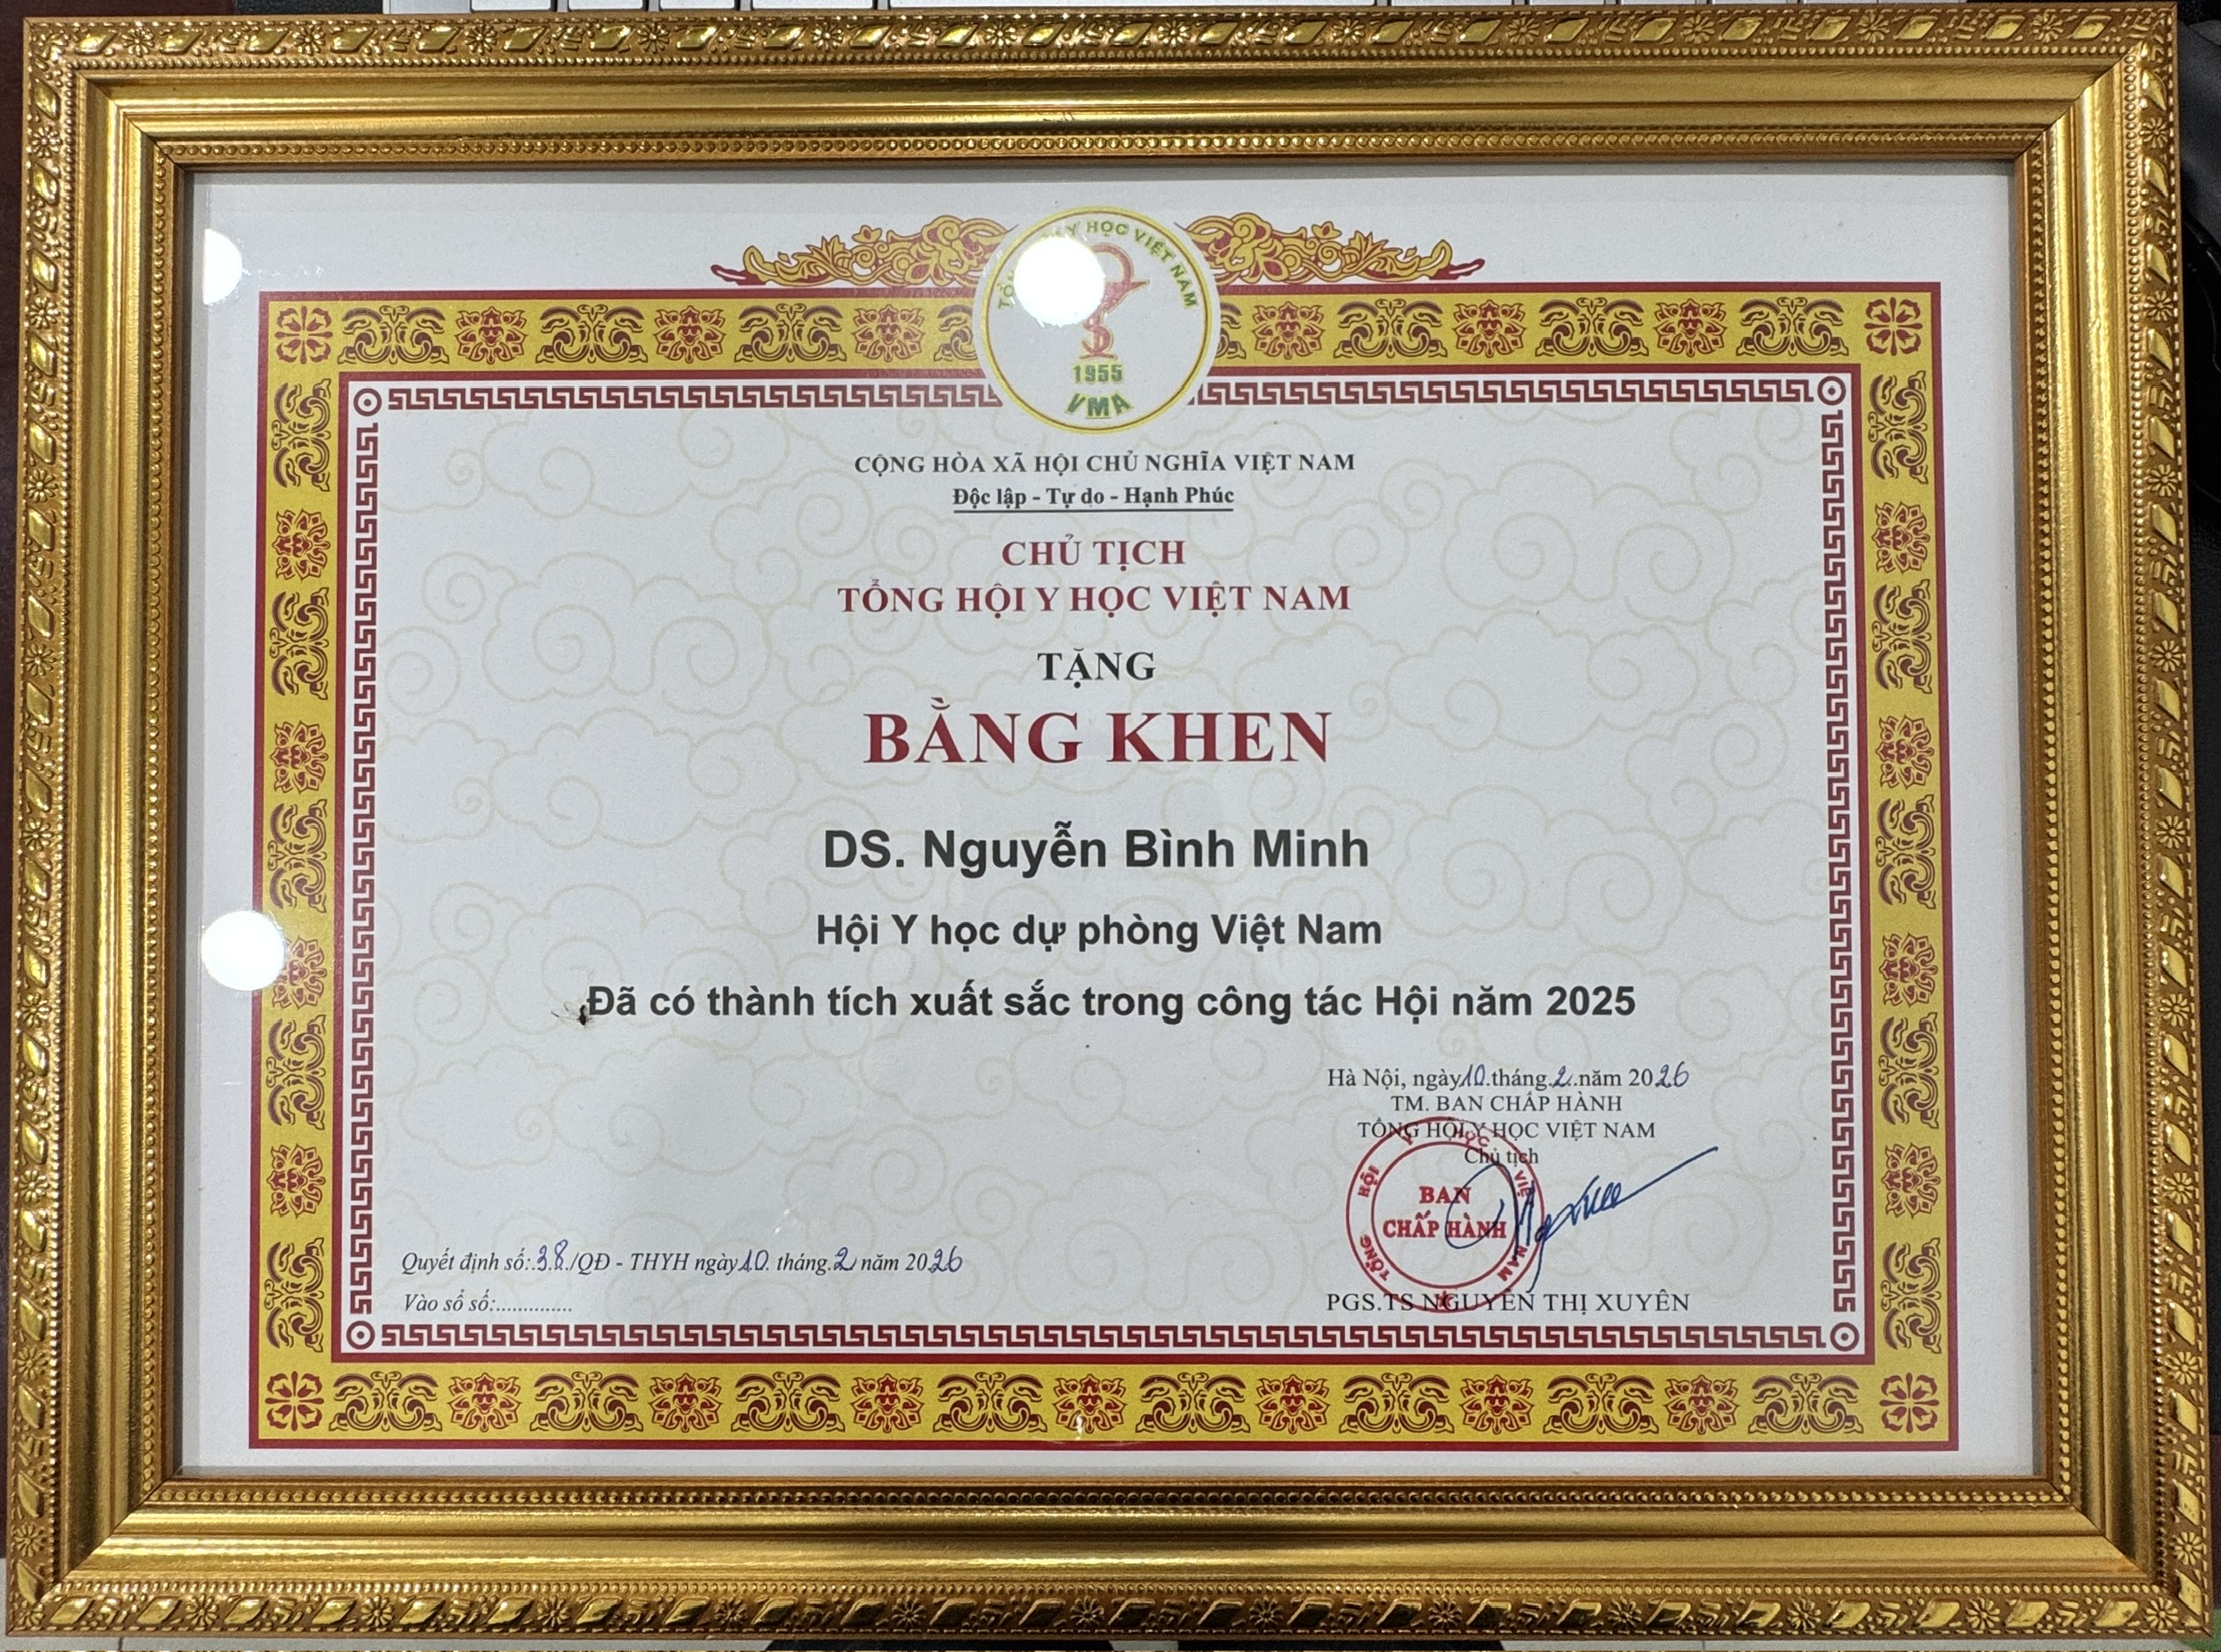 Y HỌC VIỆT NAM
1955
VMA
CỘNG HÒA XÃ HỘI CHỦ NGHĨA VIỆT NAM
Độc lập - Tự do - Hạnh Phúc
CHỦ TỊCH
TỔNG HỘI Y HỌC VIỆT NAM
TẶNG
BẰNG KHEN
DS. Nguyễn Bình Minh
Hội Y học dự phòng Việt Nam
Đã có thành tích xuất sắc trong công tác Hội năm 2025
Hà Nội, ngày 10 tháng 2 năm 2026
TM. BAN CHẤP HÀNH
TỔNG HỘI Y HỌC VIỆT NAM
Chủ tịch
TỔNG HỘI Y HỌC VIỆT NAM
BAN
CHẤP HÀNH
Quyết định số: 38/QĐ - THYH ngày 10 tháng 2 năm 2026
Vào sổ số:..............
PGS.TS NGUYỄN THỊ XUYÊN